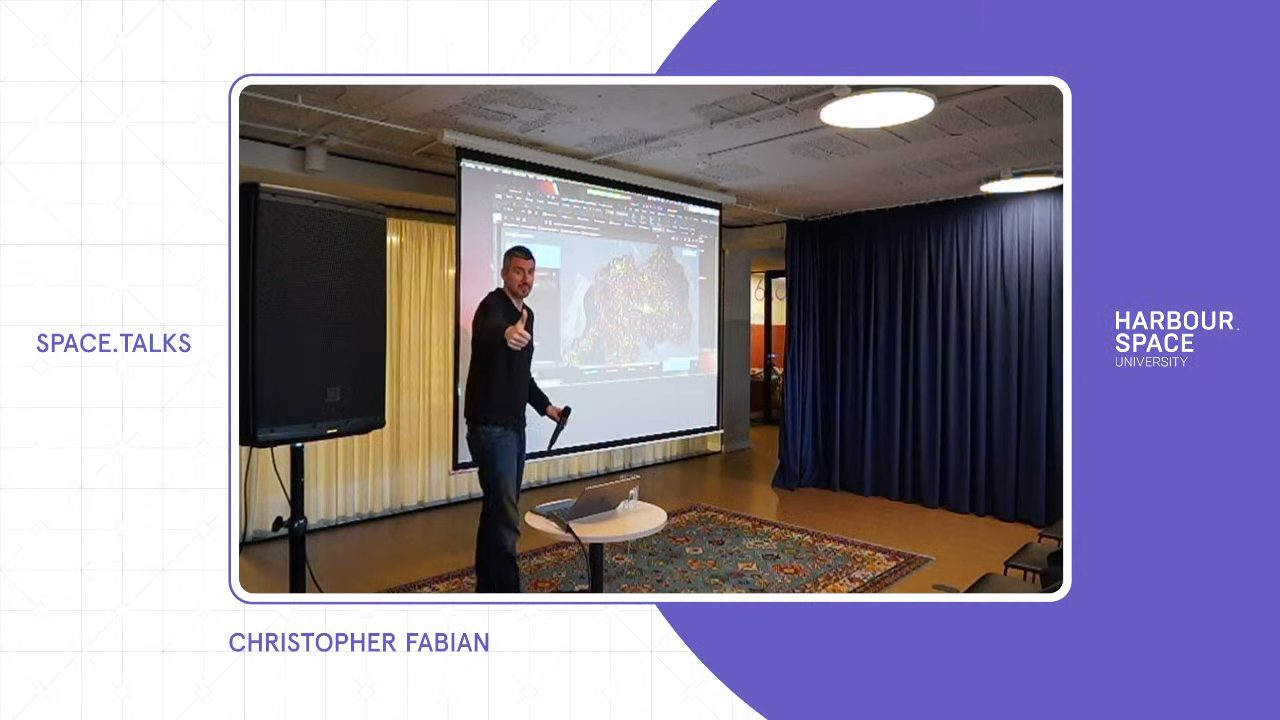 SPACE.TALKS
HARBOUR.
SPACE
UNIVERSITY
CHRISTOPHER FABIAN